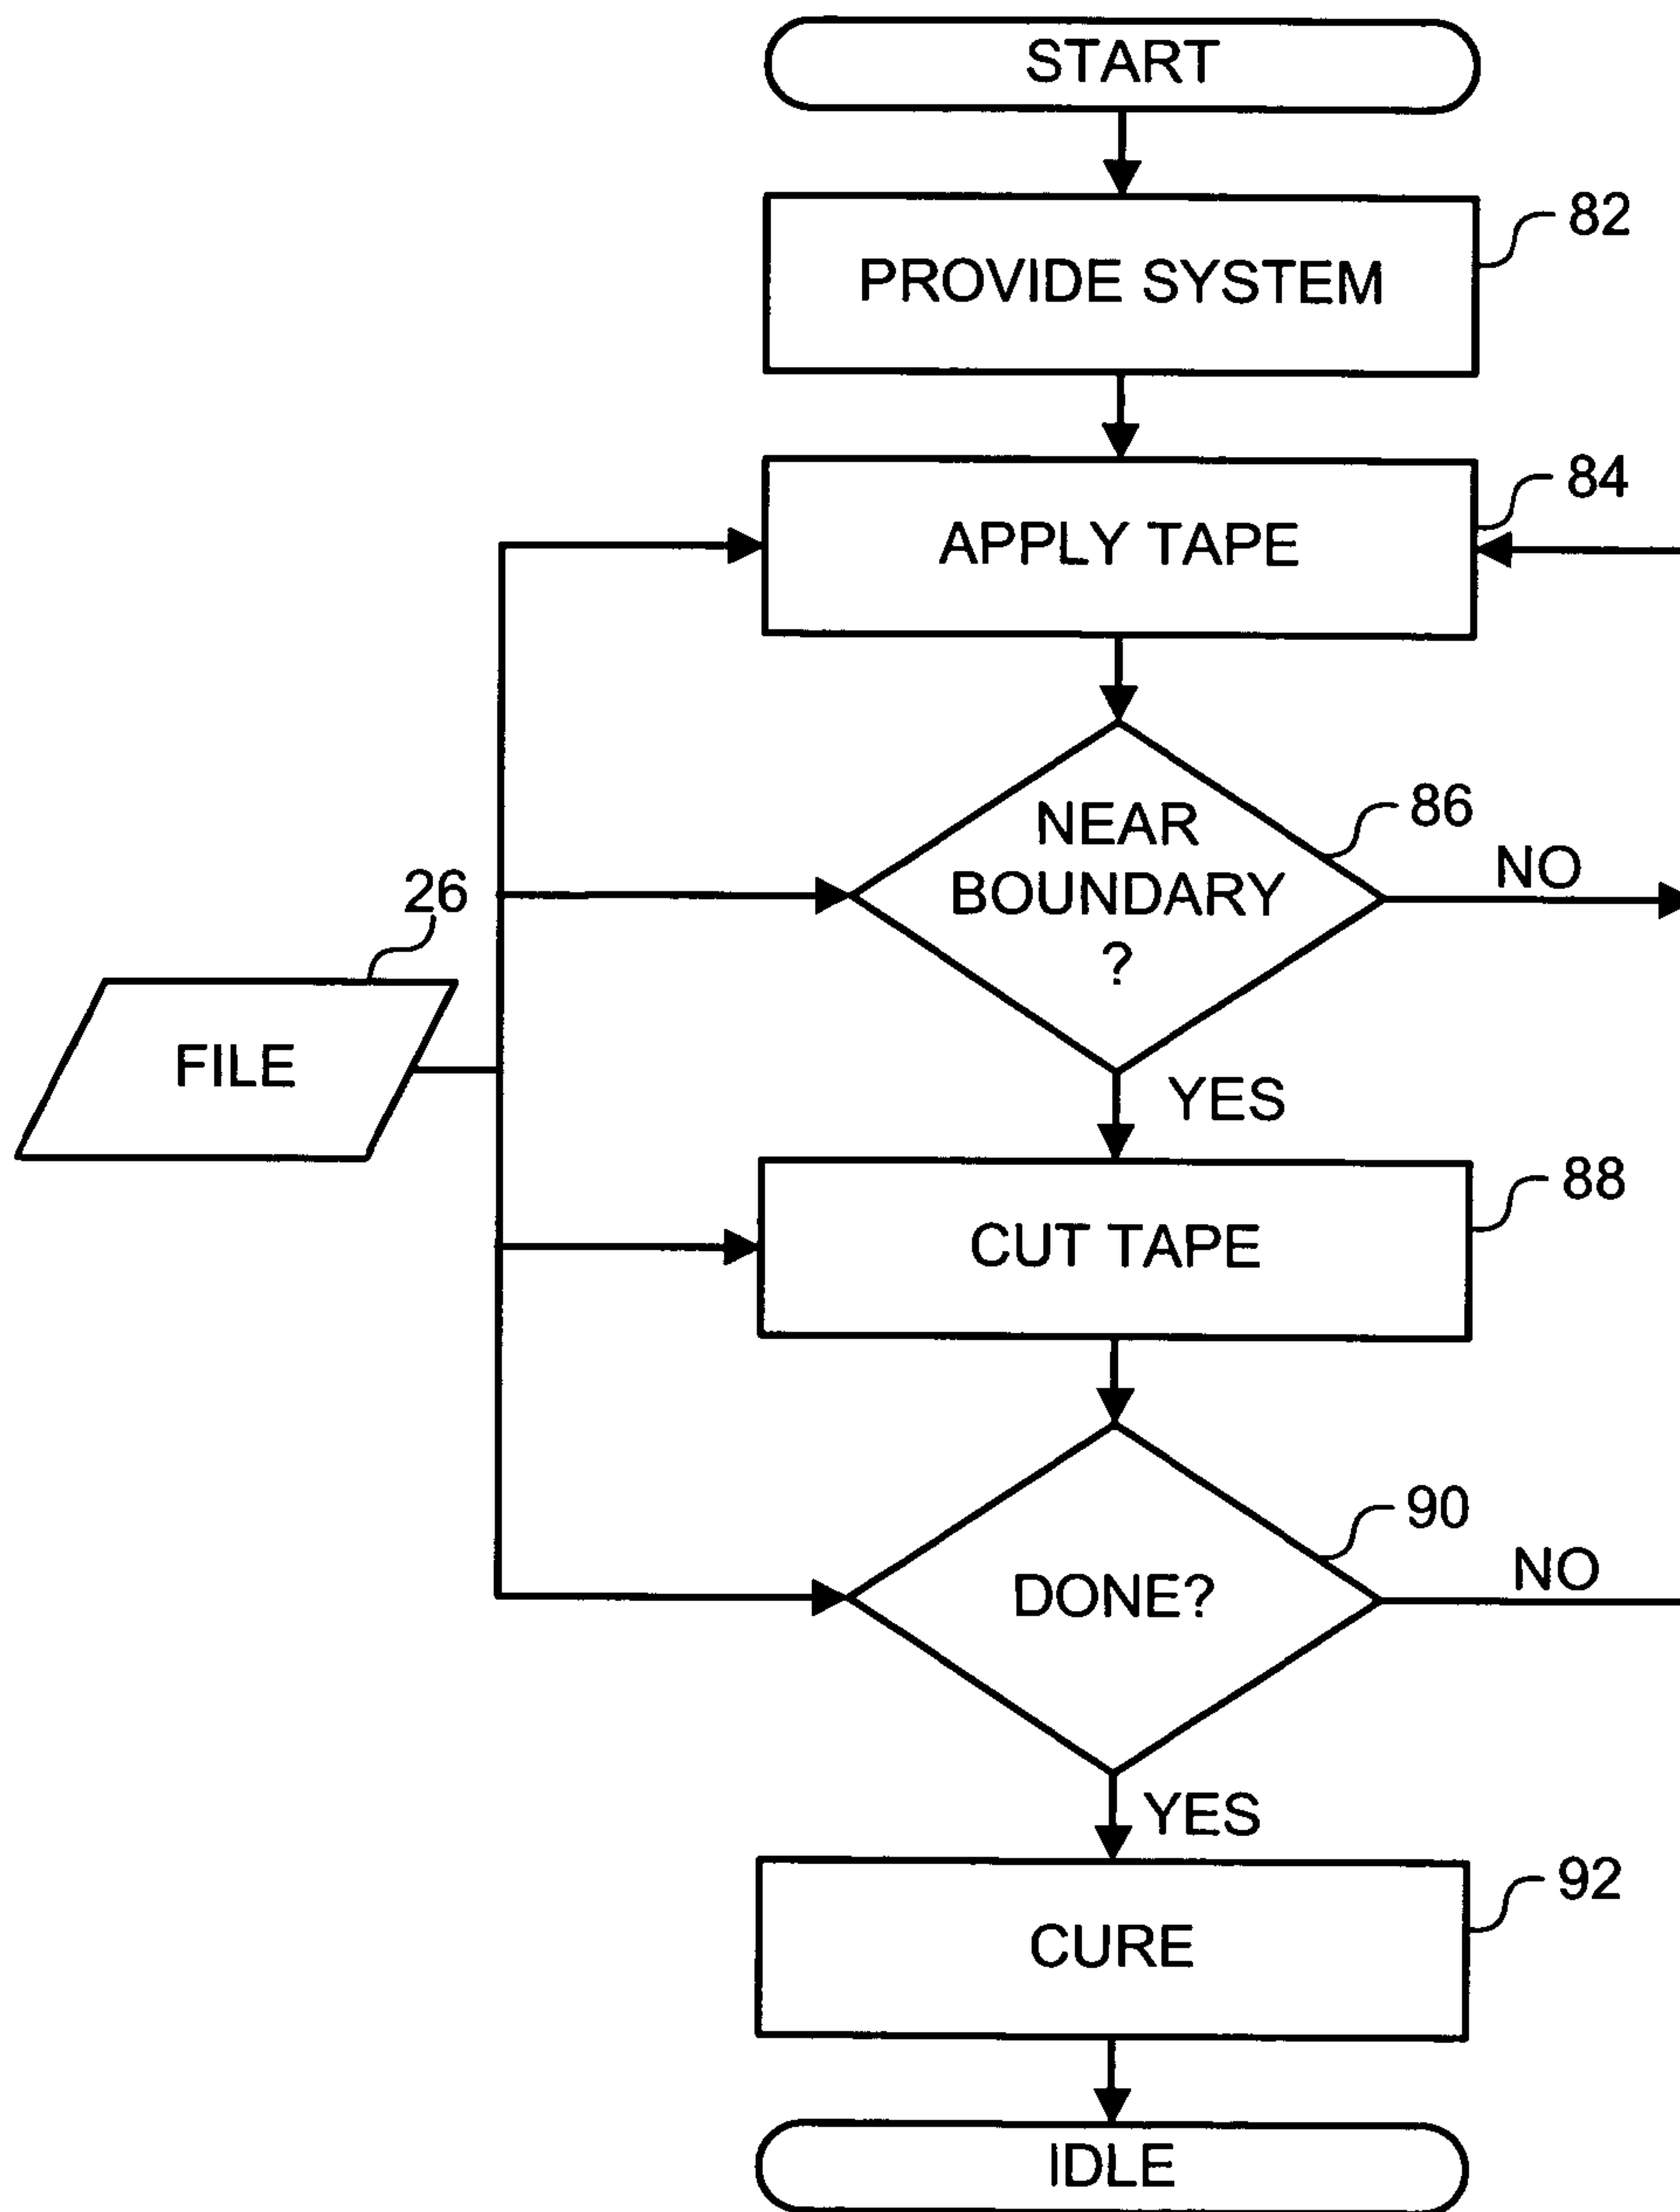 START
82
PROVIDE SYSTEM
84
APPLY TAPE
86
NEAR
BOUNDARY
?
NO
26
FILE
YES
88
CUT TAPE
90
DONE?
NO
YES
92
CURE
IDLE